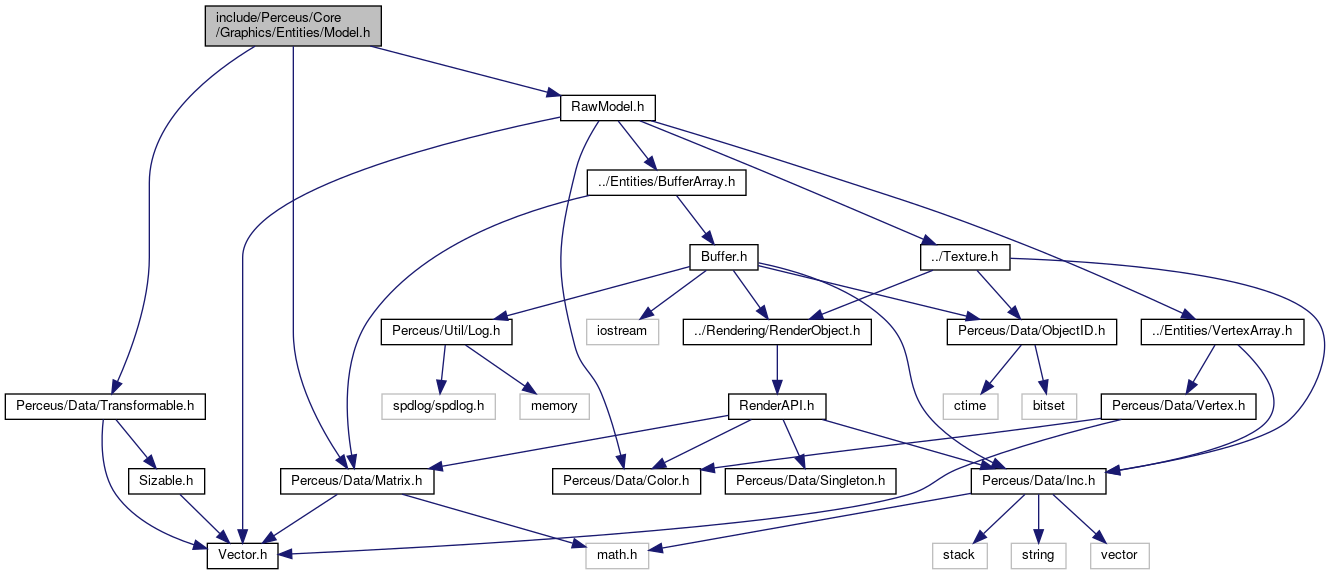 include/Perceus/Core
/Graphics/Entities/Model.h
RawModel.h
../Entities/BufferArray.h
Buffer.h
../Texture.h
Perceus/Util/Log.h
iostream
../Rendering/RenderObject.h
Perceus/Data/ObjectID.h
../Entities/VertexArray.h
Perceus/Data/Transformable.h
spdlog/spdlog.h
memory
RenderAPI.h
ctime
bitset
Perceus/Data/Vertex.h
Sizable.h
Perceus/Data/Matrix.h
Perceus/Data/Color.h
Perceus/Data/Singleton.h
Perceus/Data/Inc.h
Vector.h
math.h
stack
string
vector